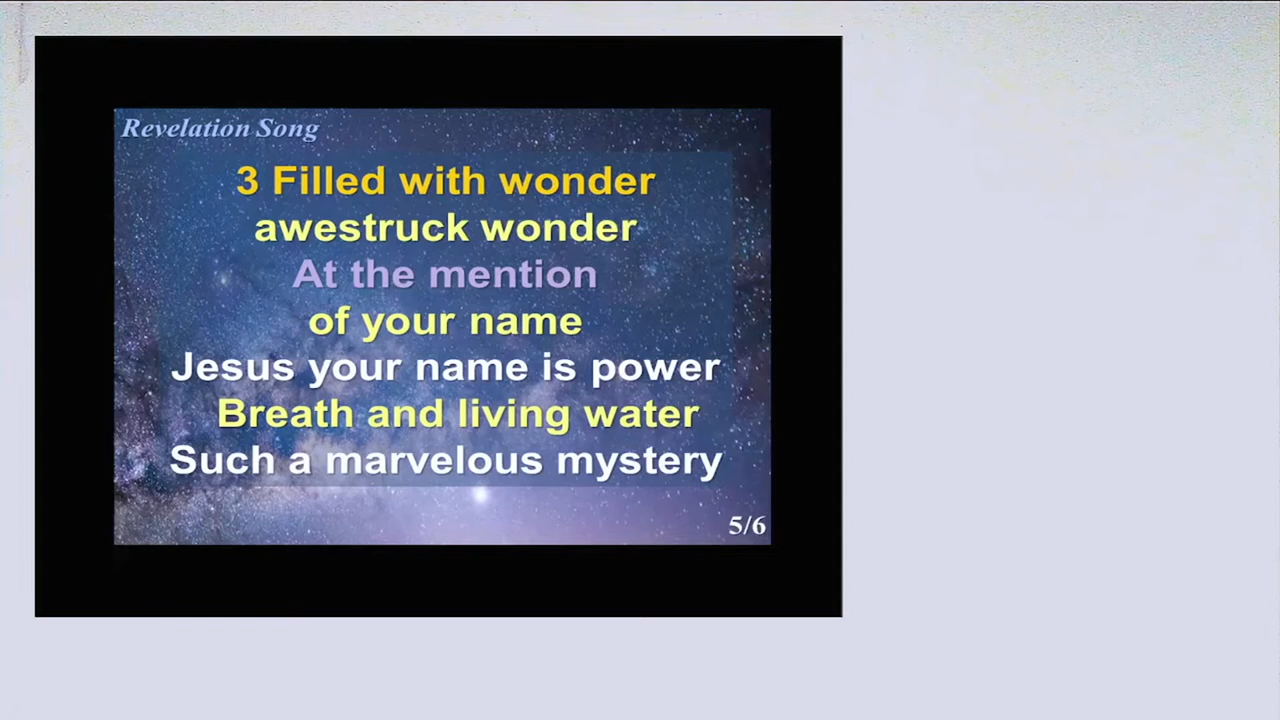 Revelation Song
3 Filled with wonder
awestruck wonder
At the mention
of your name
Jesus your name is power
Breath and living water
Such a marvelous mystery
5/6